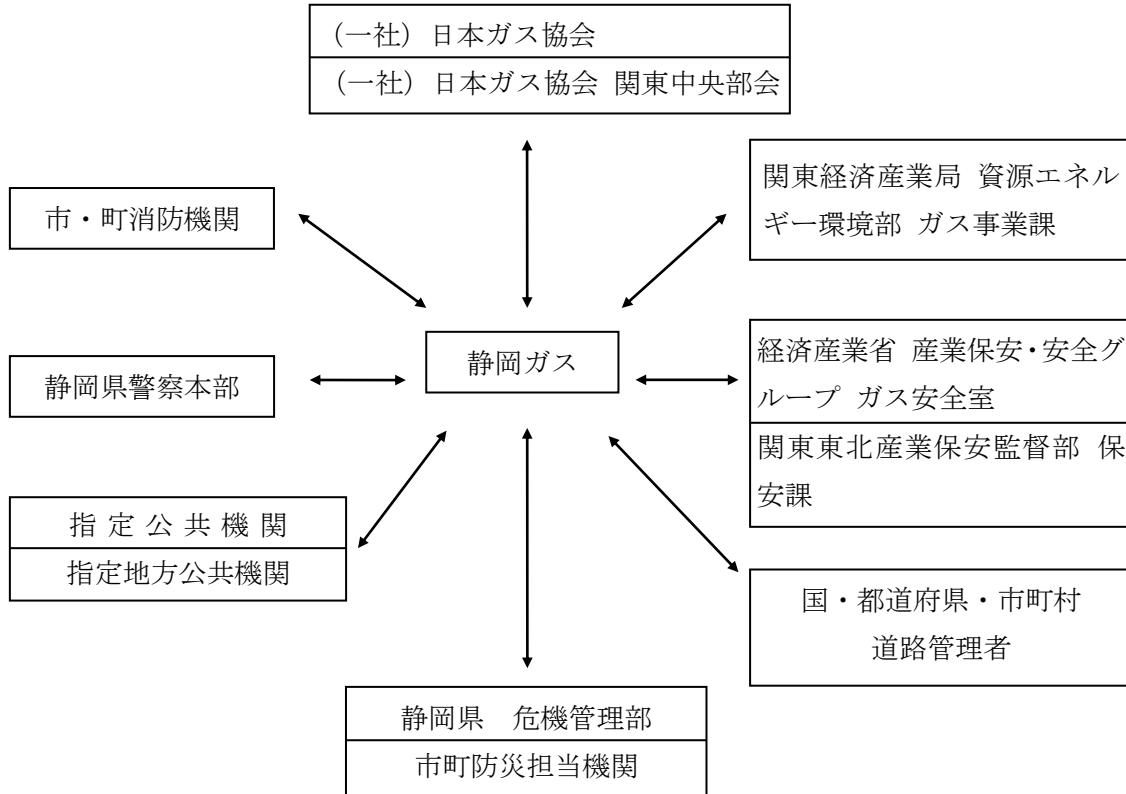 (一社) 日本ガス協会
(一社) 日本ガス協会 関東中央部会
関東経済産業局 資源エネル
ギー環境部 ガス事業課
市・町消防機関
静岡ガス
経済産業省 産業保安・安全グ
ループ ガス安全室
静岡県警察本部
関東東北産業保安監督部 保
安課
指定公共機関
指定地方公共機関
国・都道府県・市町村
道路管理者
静岡県 危機管理部
市町防災担当機関